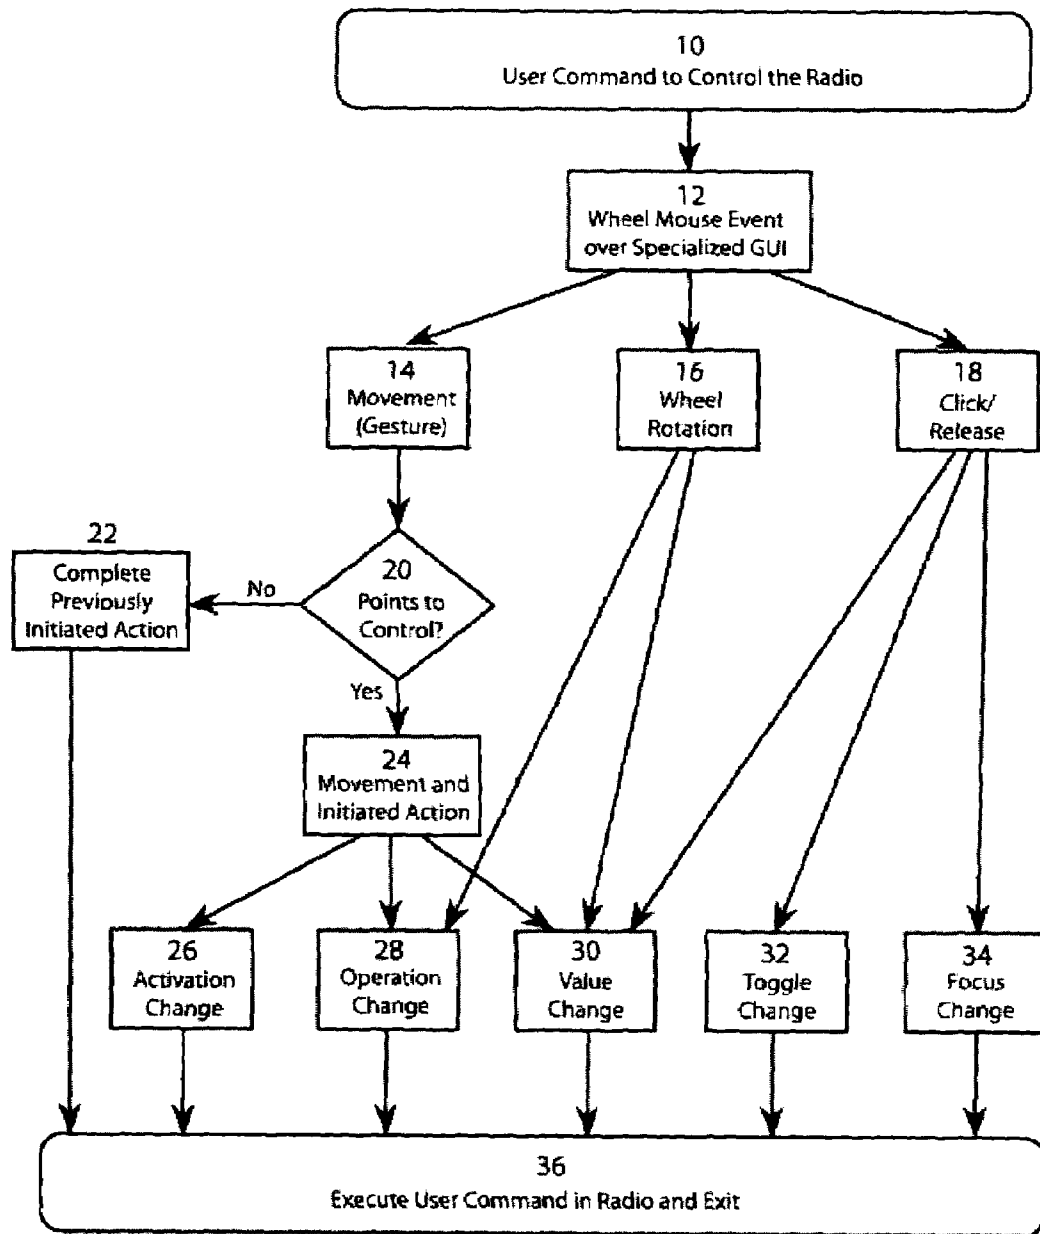 10
User Command to Control the Radio
12
Wheel Mouse Event
over Specialized GUI
14
Movement
(Gesture)
16
Wheel
Rotation
18
Click/
Release
22
Complete
Previously
Initiated Action
No
20
Points to
Control?
Yes
24
Movement and
Initiated Action
26
Activation
Change
28
Operation
Change
30
Value
Change
32
Toggle
Change
34
Focus
Change
36
Execute User Command in Radio and Exit